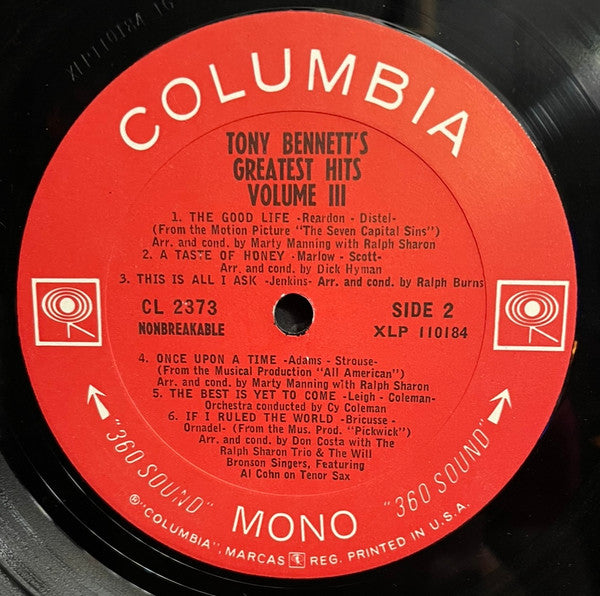 XLP110184 1G
COLUMBIA
TONY BENNETT'S
GREATEST HITS
VOLUME III
1. THE GOOD LIFE -Reardon - Distel-
(From the Motion Picture "The Seven Capital Sins")
Arr. and cond. by Marty Manning with Ralph Sharon
2. A TASTE OF HONEY -Marlow - Scott-
Arr. and cond. by Dick Hyman
3. THIS IS ALL I ASK -Jenkins- Arr. and cond. by Ralph Burns
CL 2373
NONBREAKABLE
SIDE 2
XLP 110184
4. ONCE UPON A TIME -Adams - Strouse-
(From the Musical Production "All American")
Arr. and cond. by Marty Manning with Ralph Sharon
5. THE BEST IS YET TO COME -Leigh - Coleman-
Orchestra conducted by Cy Coleman
6. IF I RULED THE WORLD -Bricusse -
Ornadel- (From the Mus. Prod. "Pickwick")
Arr. and cond. by Don Costa with The
Ralph Sharon Trio & The Will
Bronson Singers, Featuring
Al Cohn on Tenor Sax
"360 SOUND"
MONO
"360 SOUND"
® "COLUMBIA", MARCAS REG. PRINTED IN U.S.A.